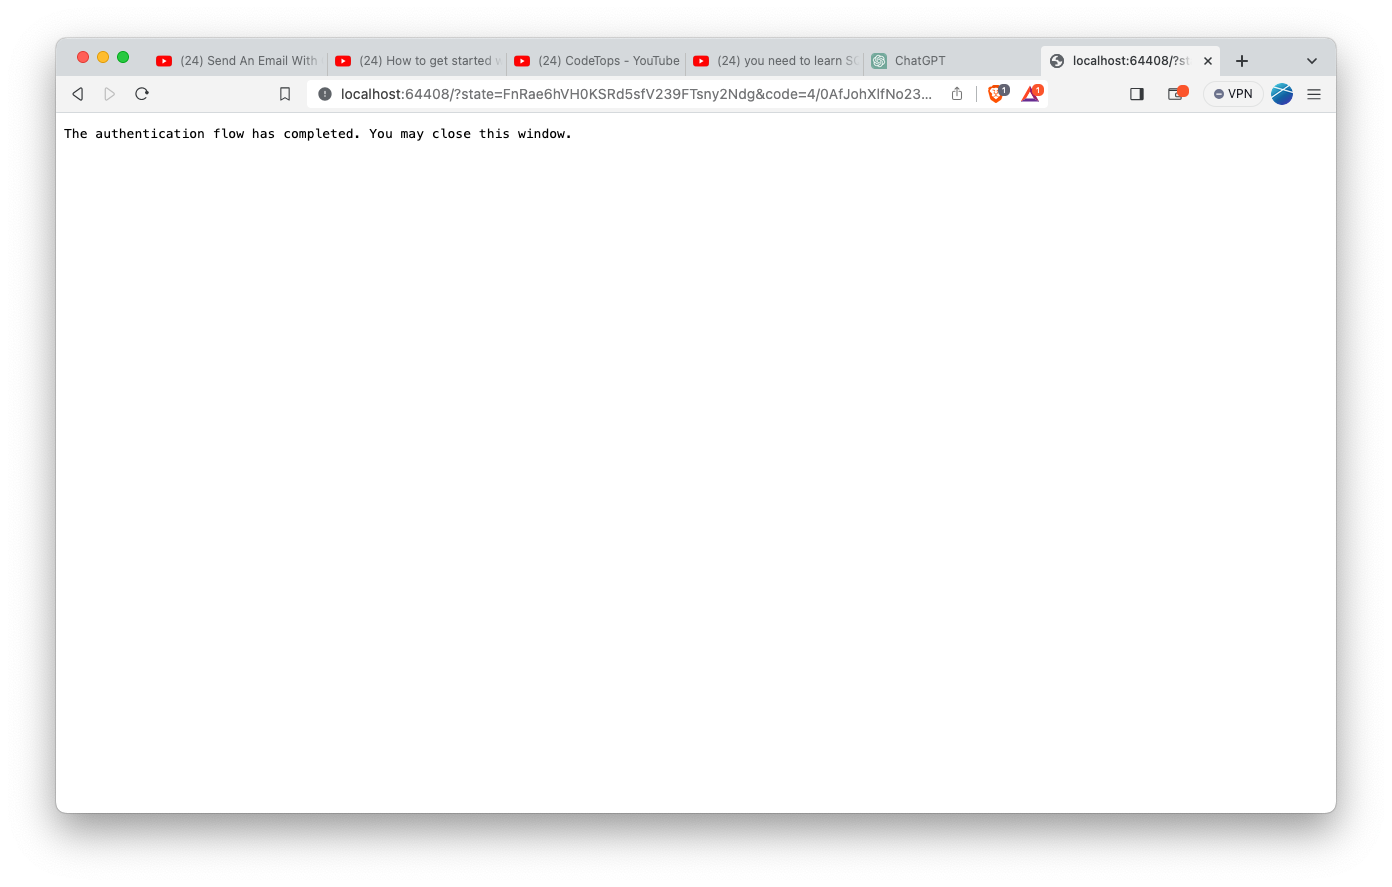 (24) Send An Email With
(24) How to get started w
(24) CodeTops - YouTube
(24) you need to learn SQ
ChatGPT
localhost:64408/?st
localhost:64408/?state=FnRae6hVH0KSRd5sfV239FTsny2Ndg&code=4/0AfJohXlfNo23...
1
1
VPN
The authentication flow has completed. You may close this window.